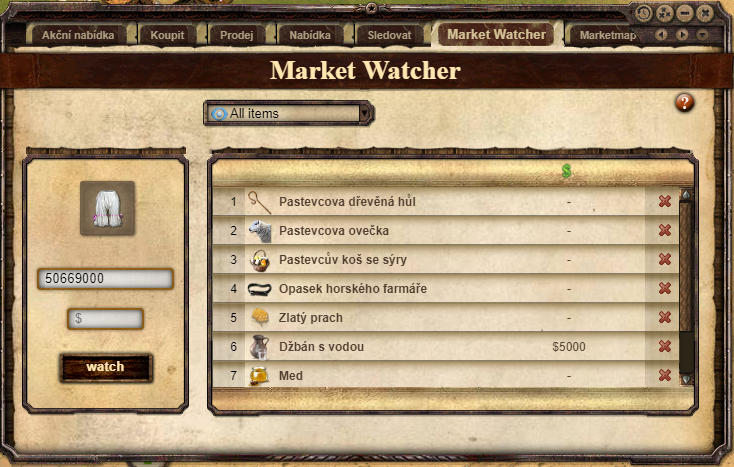 Akční nabídka Koupit Prodej Nabídka Sledovat Market Watcher Marketmap
Market Watcher
All items
?
$
1 Pastevcova dřevěná hůl -
2 Pastevcova ovečka -
3 Pastevcův koš se sýry -
4 Opasek horského farmáře -
5 Zlatý prach -
6 Džbán s vodou $5000
7 Med -
50669000
$
watch